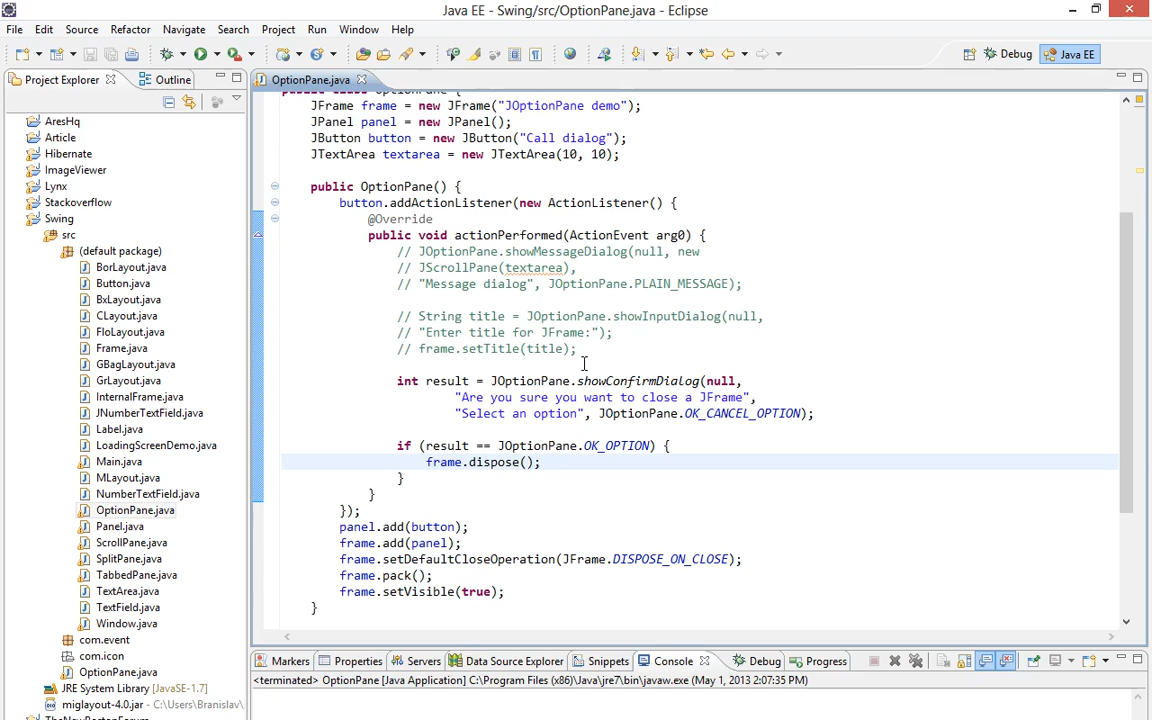 Java EE - Swing/src/OptionPane.java - Eclipse
File Edit Source Refactor Navigate Search Project Run Window Help
Debug Java EE
Project Explorer Outline
OptionPane.java
AresHq
Article
Hibernate
ImageViewer
Lynx
Stackoverflow
Swing
src
(default package)
BorLayout.java
Button.java
BxLayout.java
CLayout.java
FloLayout.java
Frame.java
GBagLayout.java
GrLayout.java
InternalFrame.java
JNumberTextField.java
Label.java
LoadingScreenDemo.java
Main.java
MLayout.java
NumberTextField.java
OptionPane.java
Panel.java
ScrollPane.java
SplitPane.java
TabbedPane.java
TextArea.java
TextField.java
Window.java
com.event
com.icon
OptionPane.java
JRE System Library [JavaSE-1.7]
miglayout-4.0.jar - C:\Users\Branislav\
TheNewBostonForum
public class OptionPane {
JFrame frame = new JFrame("JOptionPane demo");
JPanel panel = new JPanel();
JButton button = new JButton("Call dialog");
JTextArea textarea = new JTextArea(10, 10);
public OptionPane() {
button.addActionListener(new ActionListener() {
@Override
public void actionPerformed(ActionEvent arg0) {
// JOptionPane.showMessageDialog(null, new
// JScrollPane(textarea),
// "Message dialog", JOptionPane.PLAIN_MESSAGE);
// String title = JOptionPane.showInputDialog(null,
// "Enter title for JFrame:");
// frame.setTitle(title);
int result = JOptionPane.showConfirmDialog(null,
"Are you sure you want to close a JFrame",
"Select an option", JOptionPane.OK_CANCEL_OPTION);
if (result == JOptionPane.OK_OPTION) {
frame.dispose();
}
}
});
panel.add(button);
frame.add(panel);
frame.setDefaultCloseOperation(JFrame.DISPOSE_ON_CLOSE);
frame.pack();
frame.setVisible(true);
}
Markers Properties Servers Data Source Explorer Snippets Console Debug Progress
<terminated> OptionPane [Java Application] C:\Program Files (x86)\Java\jre7\bin\javaw.exe (May 1, 2013 2:07:35 PM)